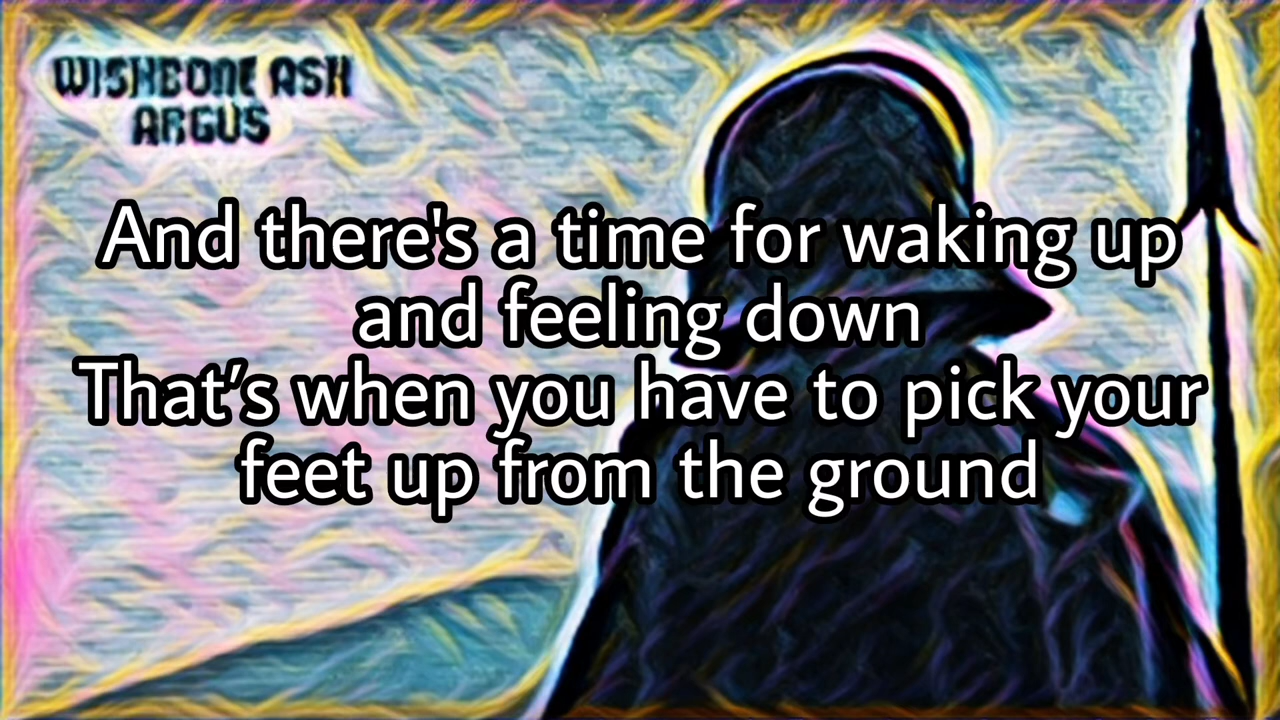 WISHBONE ASH
ARGUS
And there's a time for waking up
and feeling down
That’s when you have to pick your
feet up from the ground